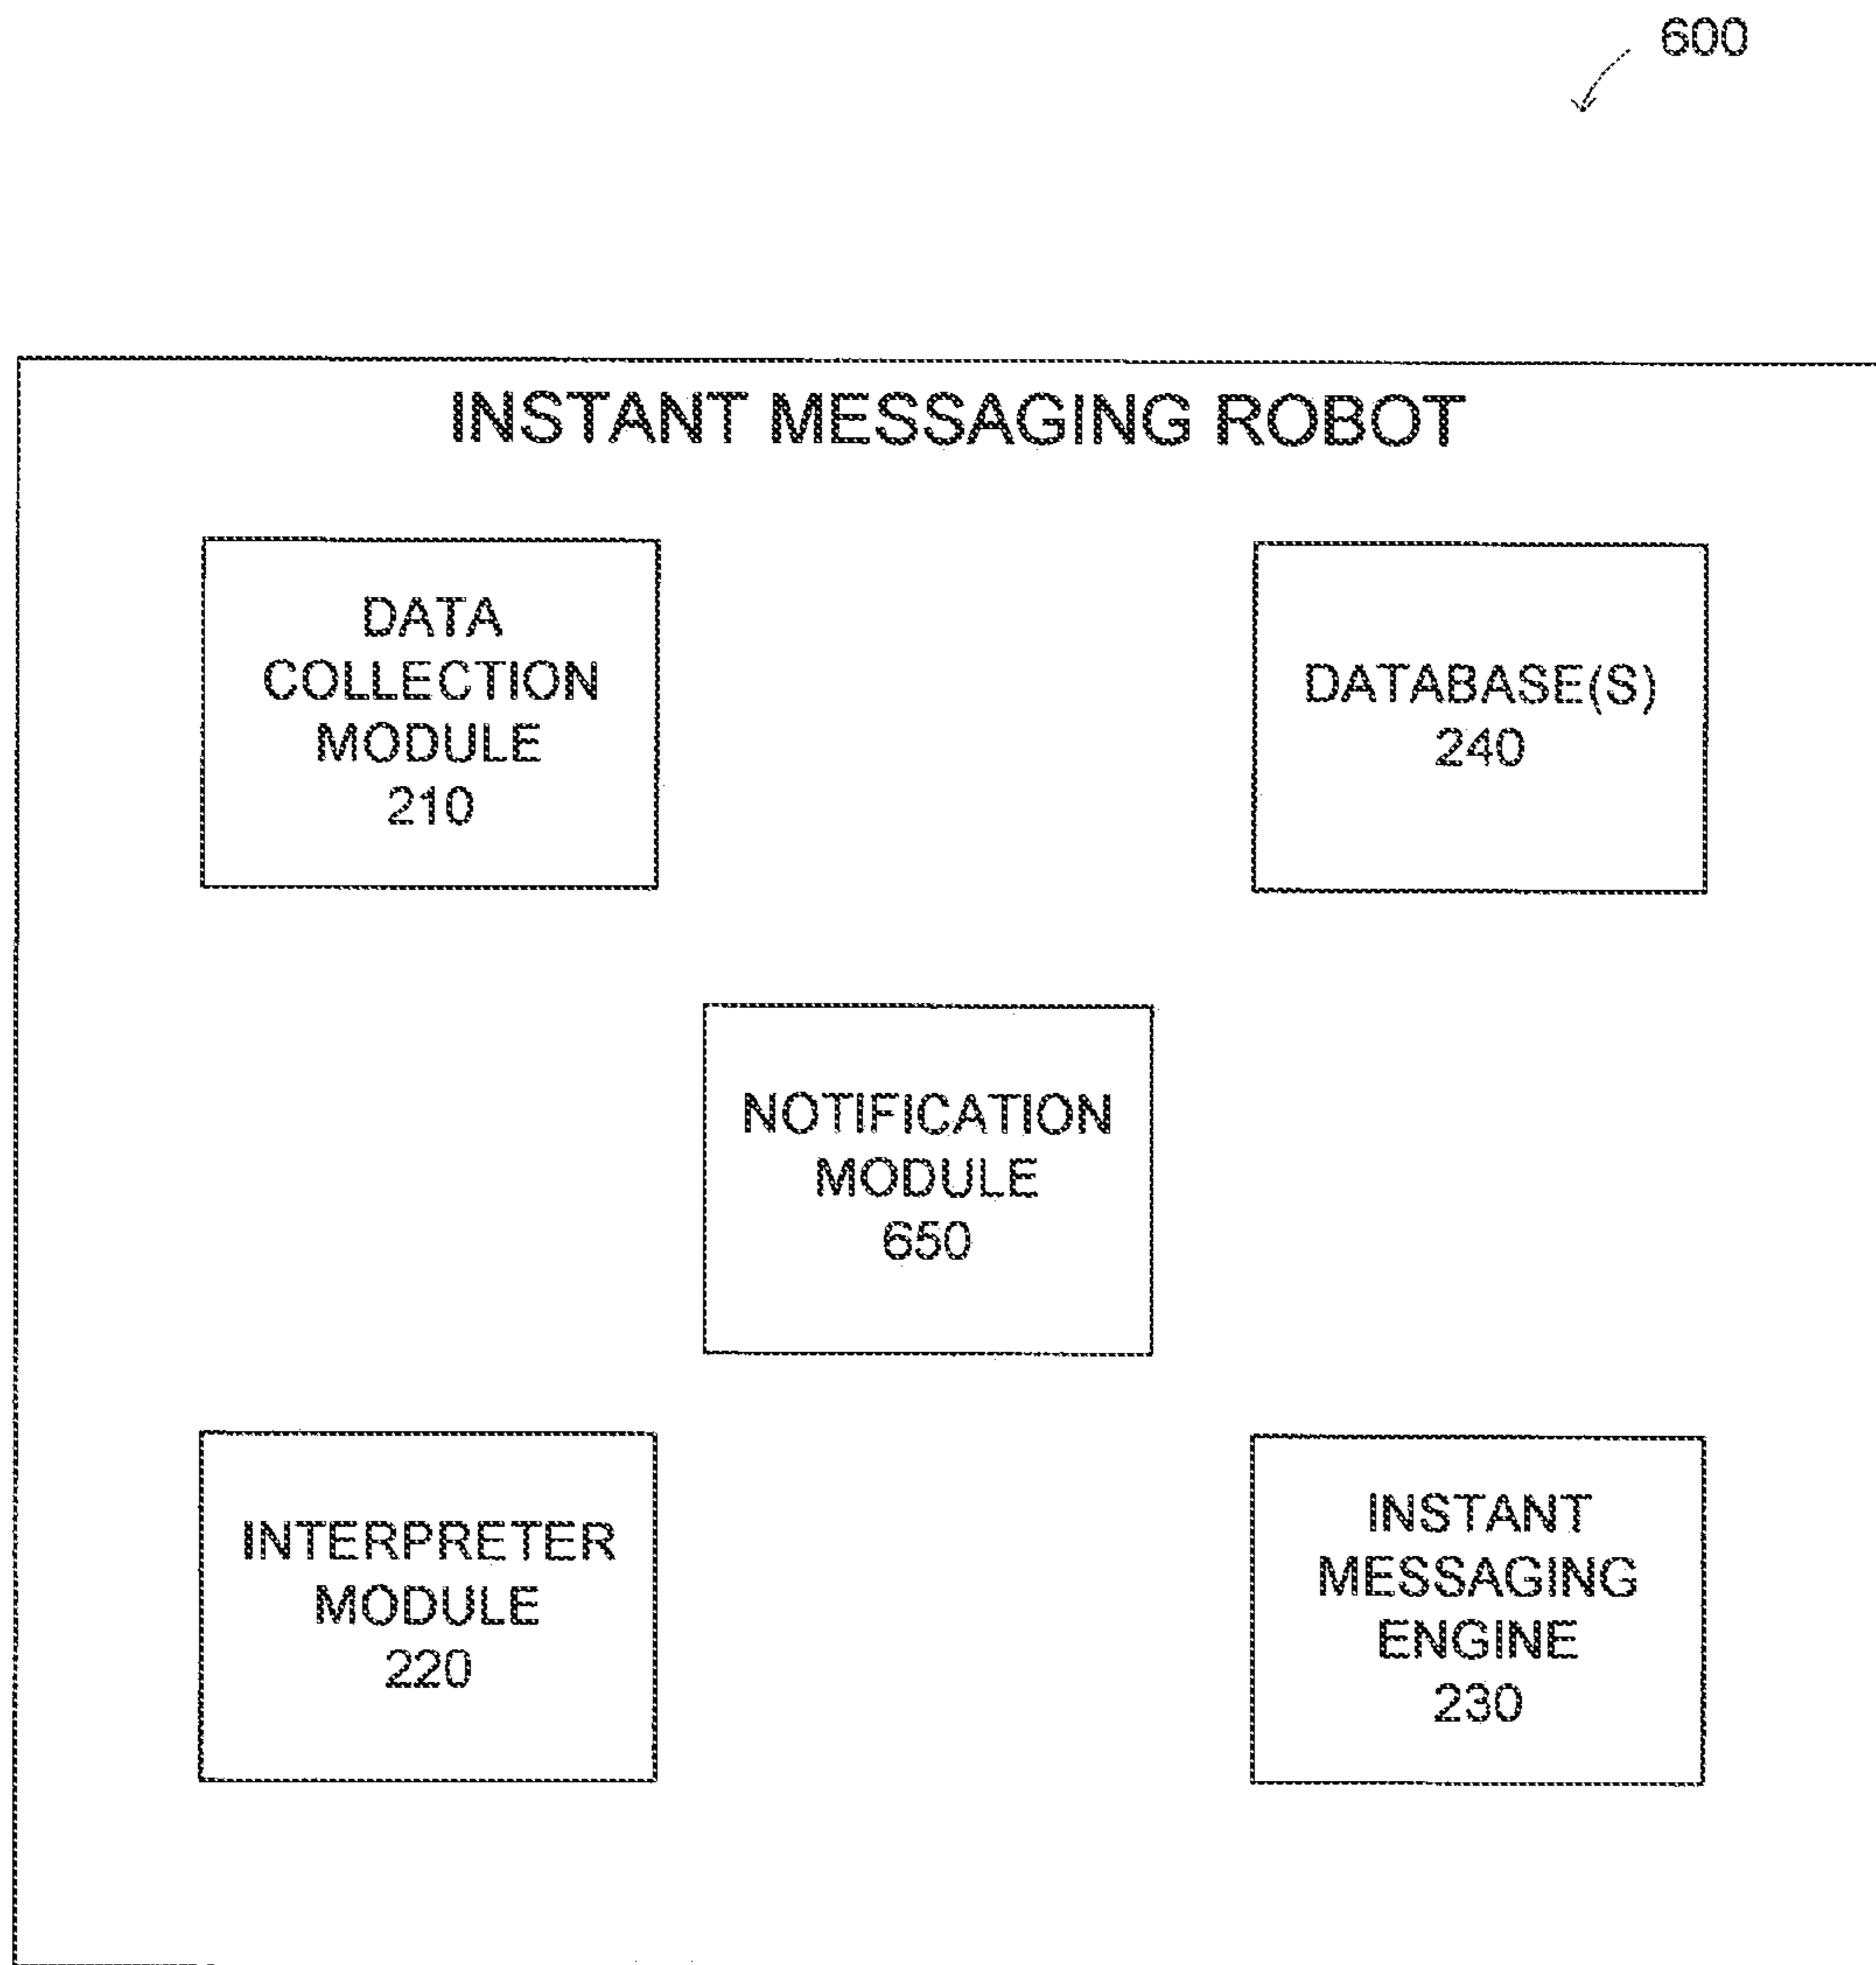 600
INSTANT MESSAGING ROBOT
DATA
COLLECTION
MODULE
210
DATABASE(S)
240
NOTIFICATION
MODULE
650
INTERPRETER
MODULE
220
INSTANT
MESSAGING
ENGINE
230